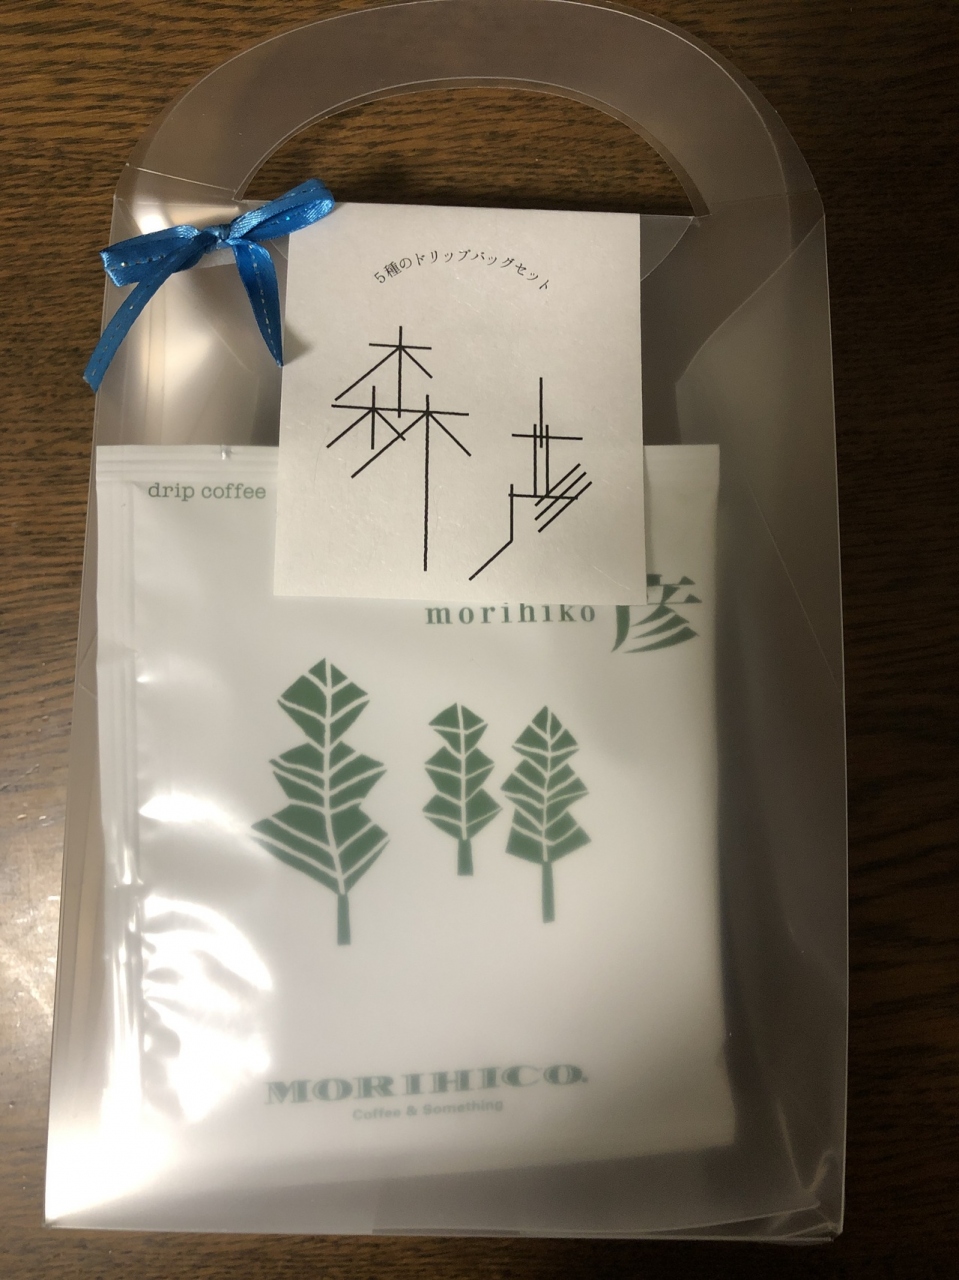 5種のドリップバッグセット
森
彦
drip coffee
morihiko
彦
MORIHICO.
Coffee & Something